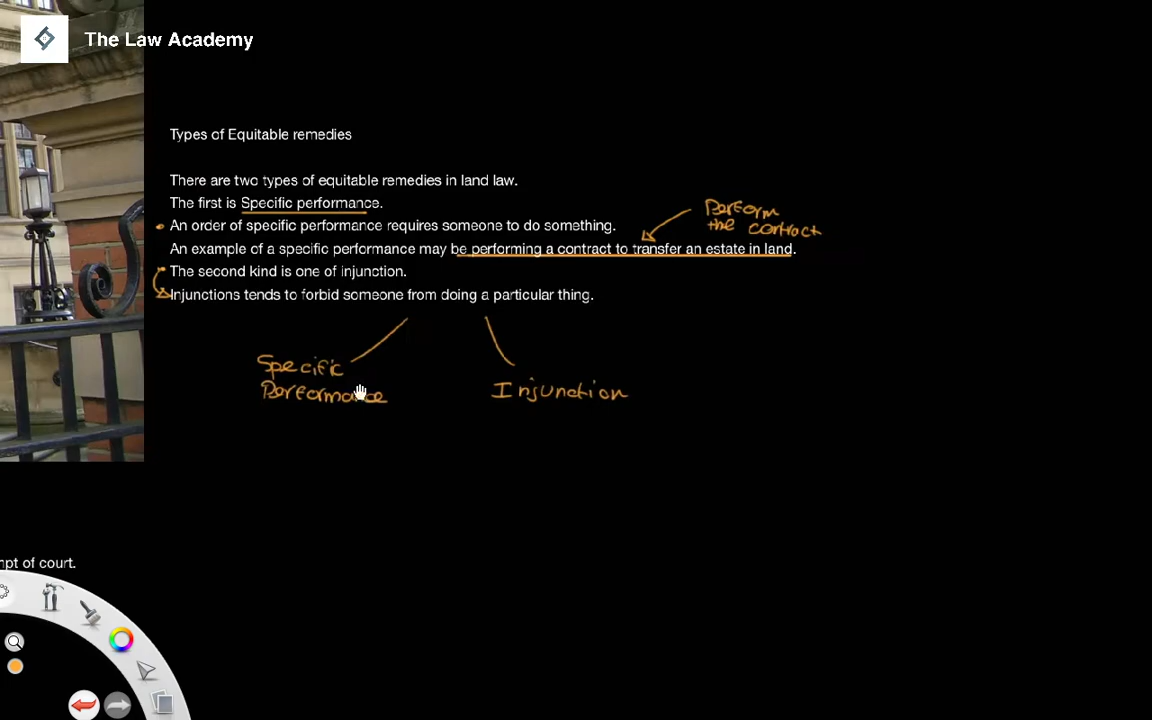 The Law Academy
Types of Equitable remedies
There are two types of equitable remedies in land law.
The first is Specific performance.
Perform
the contract
An order of specific performance requires someone to do something.
An example of a specific performance may be performing a contract to transfer an estate in land.
The second kind is one of injunction.
Injunctions tends to forbid someone from doing a particular thing.
Specific
Performance
Injunction
mpt of court.